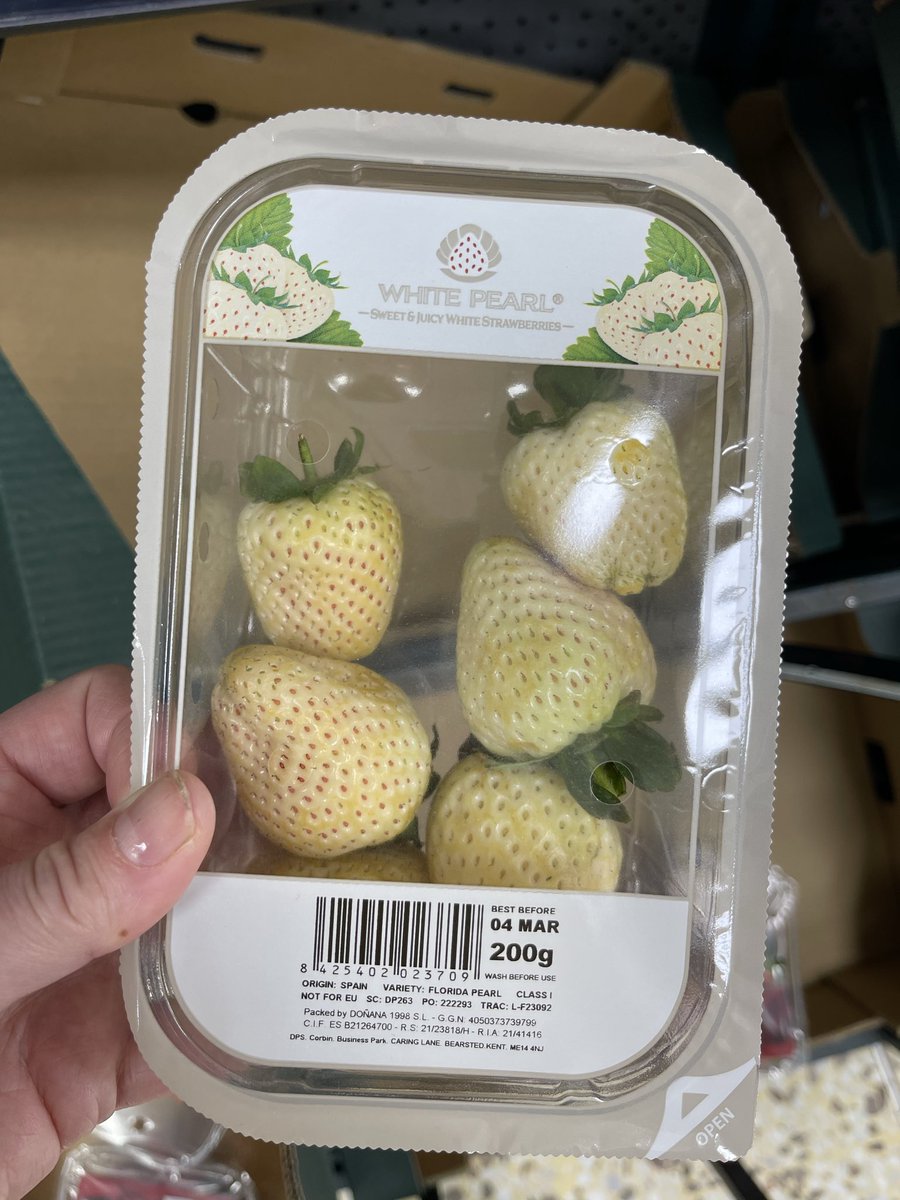 WHITE PEARL®
SWEET & JUICY WHITE STRAWBERRIES
BEST BEFORE
04 MAR
200g
WASH BEFORE USE
8 425402 023709
ORIGIN: SPAIN VARIETY: FLORIDA PEARL CLASS I
NOT FOR EU SC: DP263 PO: 222293 TRAC: L-F23092
Packed by DOÑANA 1998 S.L. - G.G.N: 4050373739799
C.I.F. ES B21264700 - R.S: 21/23818/H - R.I.A: 21/41416
DPS. Corbin. Business Park. CARING LANE. BEARSTED.KENT. ME14 4NJ
OPEN